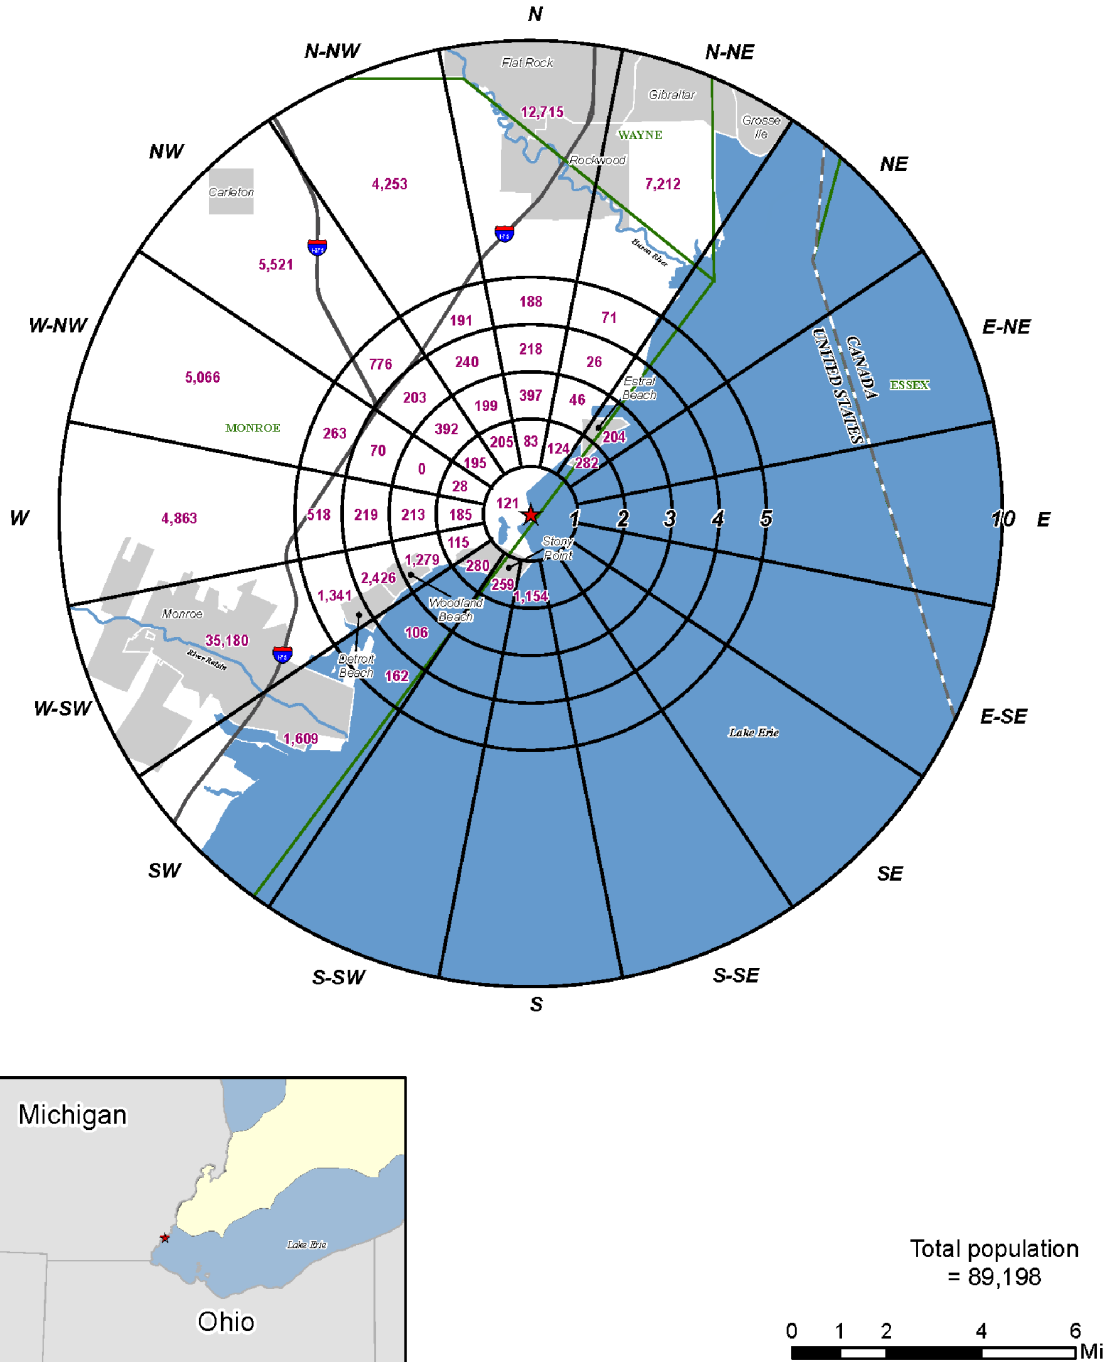 N
N-NW
N-NE
Flat Rock
Gibraltar
12,715
Grosse
Ile
WAYNE
NW
Rockwood
NE
4,253
7,212
Carleton
5,521
Huron River
188
W-NW
191
71
E-NE
776
240
218
26
CANADA
UNITED STATES
5,066
203
Estral
Beach
ESSEX
199
397
46
MONROE
263
392
70
205
83
124
204
0
195
282
28
121
W
4,863
518
219
213
185
1
2
3
4
5
10
E
115
Stony
Point
1,279
280
2,426
259
1,154
1,341
Woodland
Beach
Monroe
35,180
106
River Raisin
Detroit
Beach
162
W-SW
E-SE
1,609
Lake Erie
SW
SE
S-SW
S-SE
S
Michigan
Lake Erie
Ohio
Total population
= 89,198
0 1 2 4 6
Mi